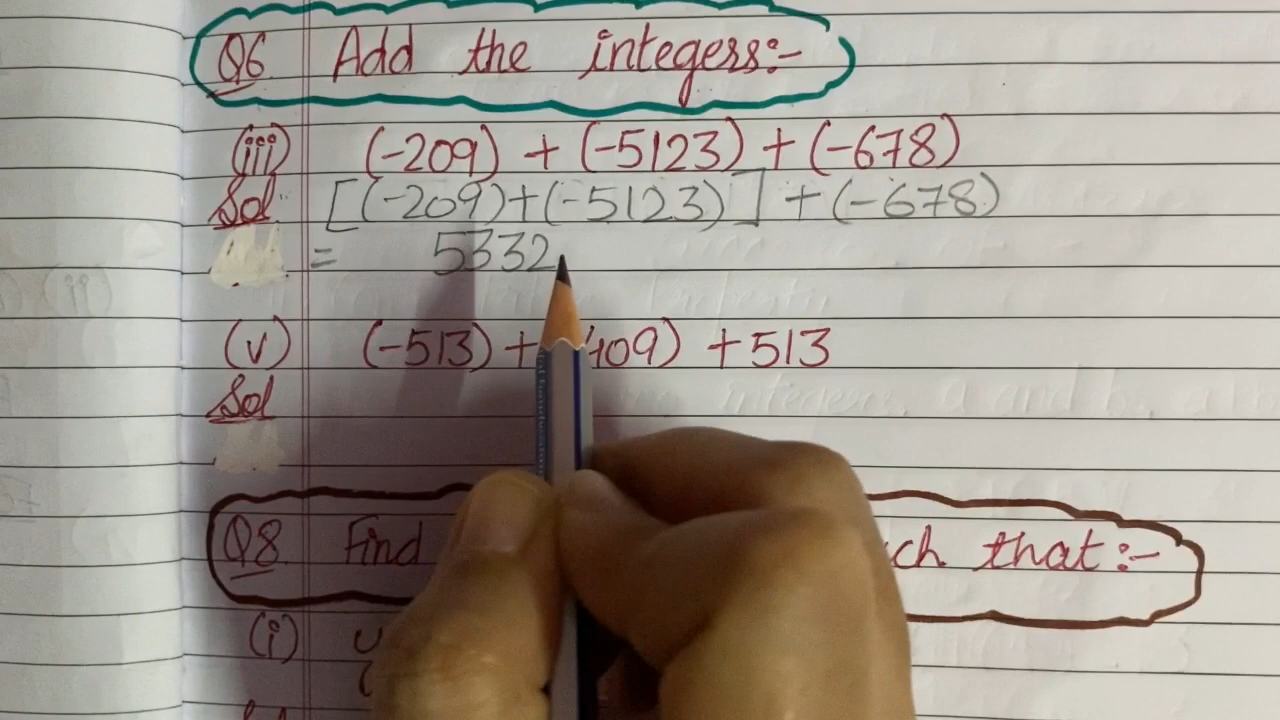 Q6 Add the integers:-
(iii) (-209) + (-5123) + (-678)
Sol [(-209)+(-5123)] + (-678)
= 5332
(v) (-513) + 409) + 513
Sol
Q8 Find ch that:-
(i)